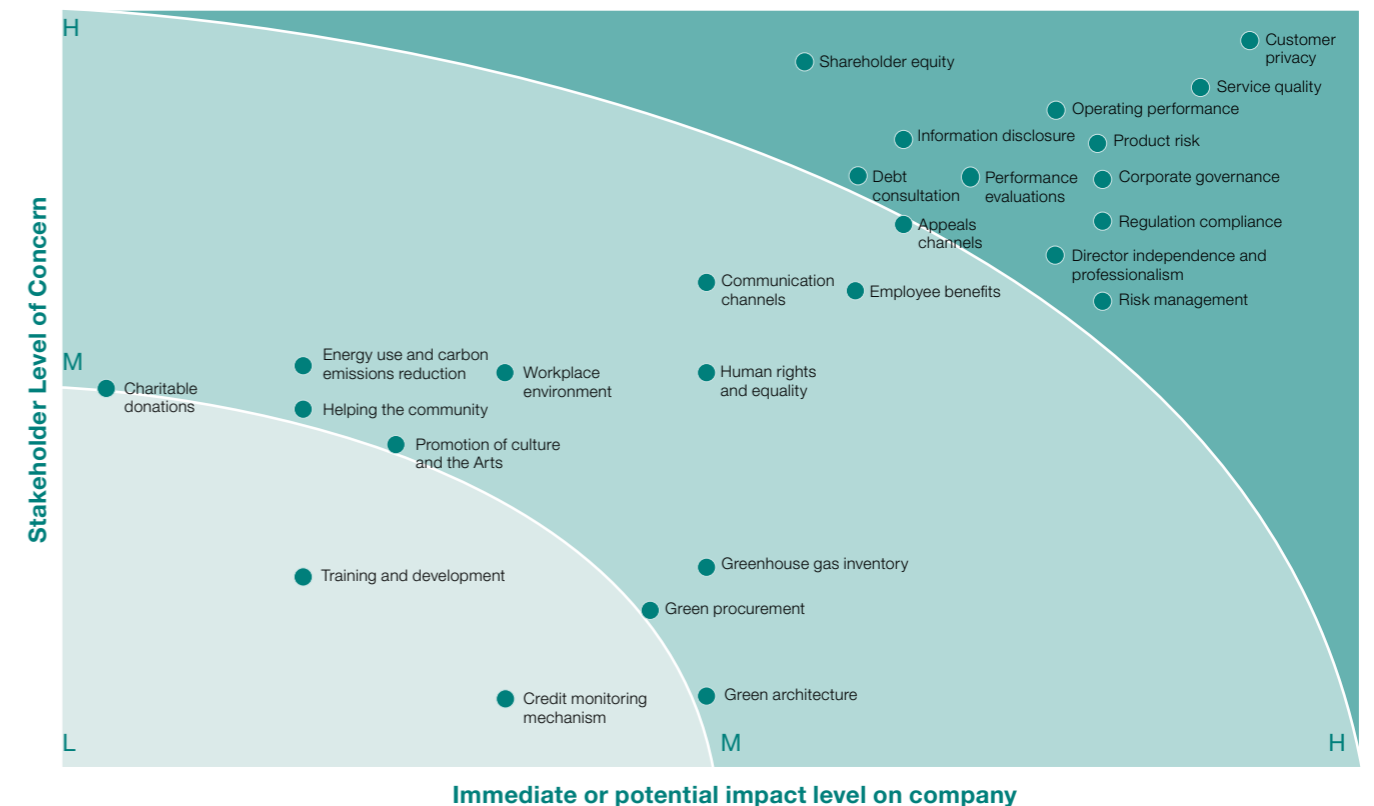 H
Customer
privacy
Shareholder equity
Service quality
Operating performance
Information disclosure
Product risk
Debt
consultation
Performance
evaluations
Corporate governance
Appeals
channels
Regulation compliance
Director independence and
professionalism
Communication
channels
Employee benefits
Risk management
Stakeholder Level of Concern
M
Energy use and carbon
emissions reduction
Workplace
environment
Human rights
and equality
Charitable
donations
Helping the community
Promotion of culture
and the Arts
Greenhouse gas inventory
Training and development
Green procurement
Credit monitoring
mechanism
Green architecture
L
M
H
Immediate or potential impact level on company